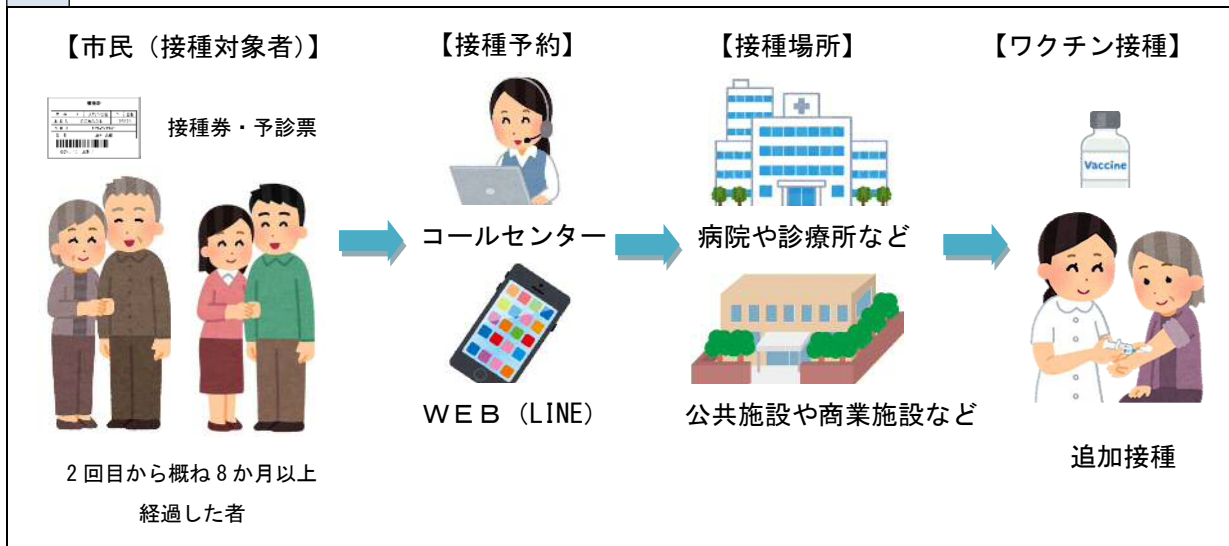 【市民（接種対象者）】
接種券・予診票
2回目から概ね8か月以上
経過した者
【接種予約】
コールセンター
ＷＥＢ（LINE）
【接種場所】
病院や診療所など
公共施設や商業施設など
【ワクチン接種】
Vaccine
追加接種